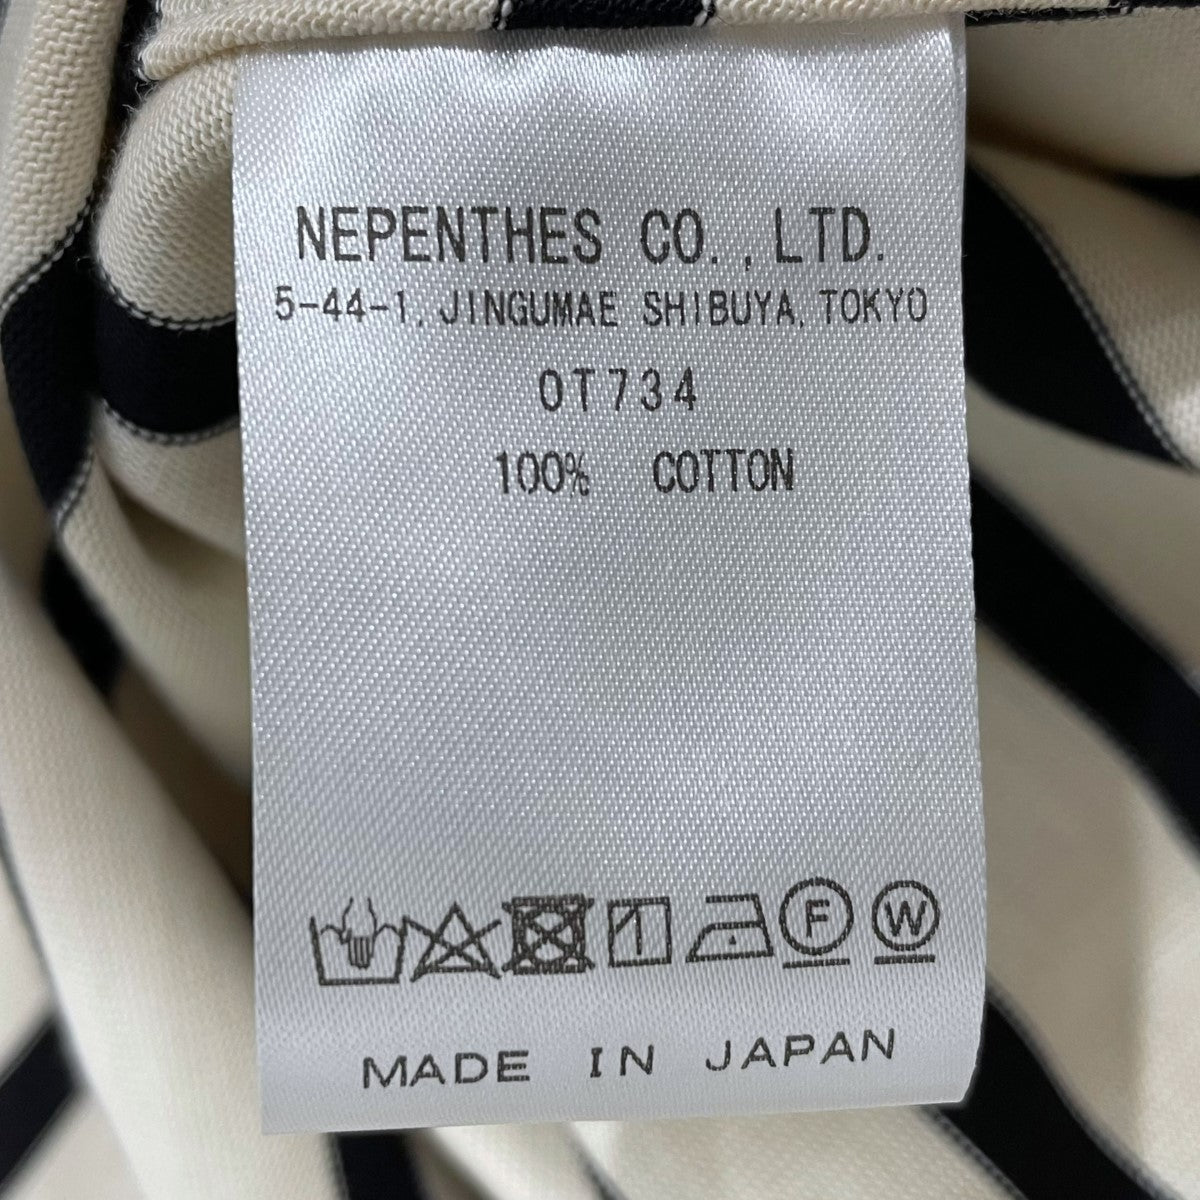 NEPENTHES CO., LTD.
5-44-1, JINGUMAE SHIBUYA, TOKYO
OT734
100% COTTON
F W
MADE IN JAPAN